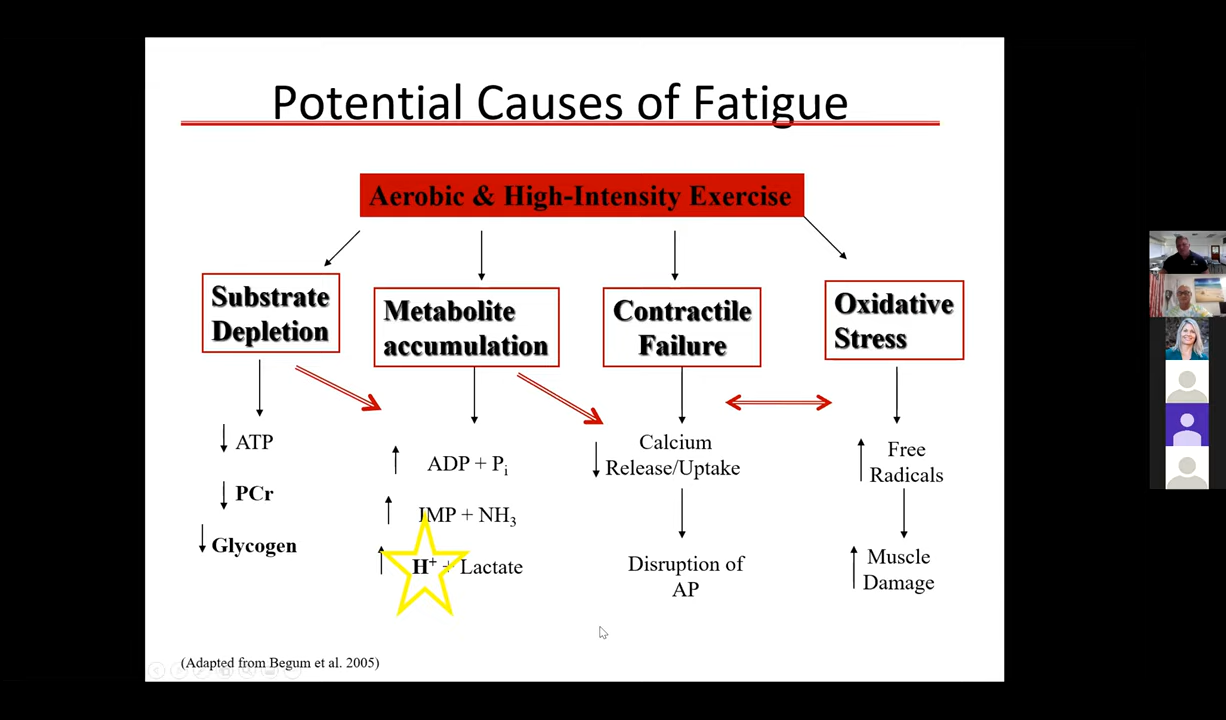 Potential Causes of Fatigue
Aerobic & High-Intensity Exercise
Substrate
Depletion
Metabolite
accumulation
Contractile
Failure
Oxidative
Stress
ATP
PCr
Glycogen
ADP + Pi
IMP + NH3
H+ + Lactate
Calcium
Release/Uptake
Disruption of
AP
Free
Radicals
Muscle
Damage
(Adapted from Begum et al. 2005)